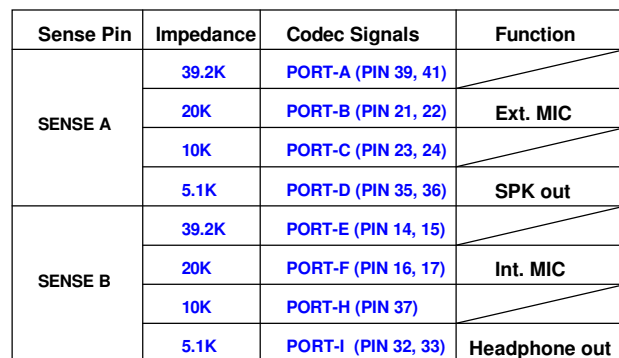 Sense Pin Impedance Codec Signals Function
SENSE A
39.2K PORT-A (PIN 39, 41)
20K PORT-B (PIN 21, 22) Ext. MIC
10K PORT-C (PIN 23, 24)
5.1K PORT-D (PIN 35, 36) SPK out
SENSE B
39.2K PORT-E (PIN 14, 15)
20K PORT-F (PIN 16, 17) Int. MIC
10K PORT-H (PIN 37)
5.1K PORT-I (PIN 32, 33) Headphone out